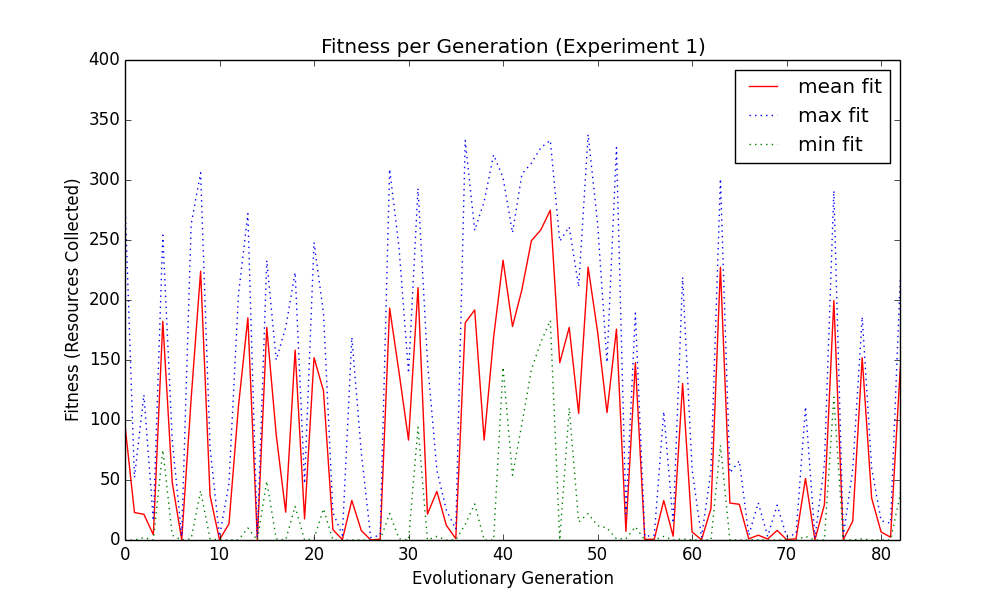 Fitness per Generation (Experiment 1)
400
350
300
250
200
150
100
50
0
Fitness (Resources Collected)
mean fit
max fit
min fit
0 10 20 30 40 50 60 70 80
Evolutionary Generation